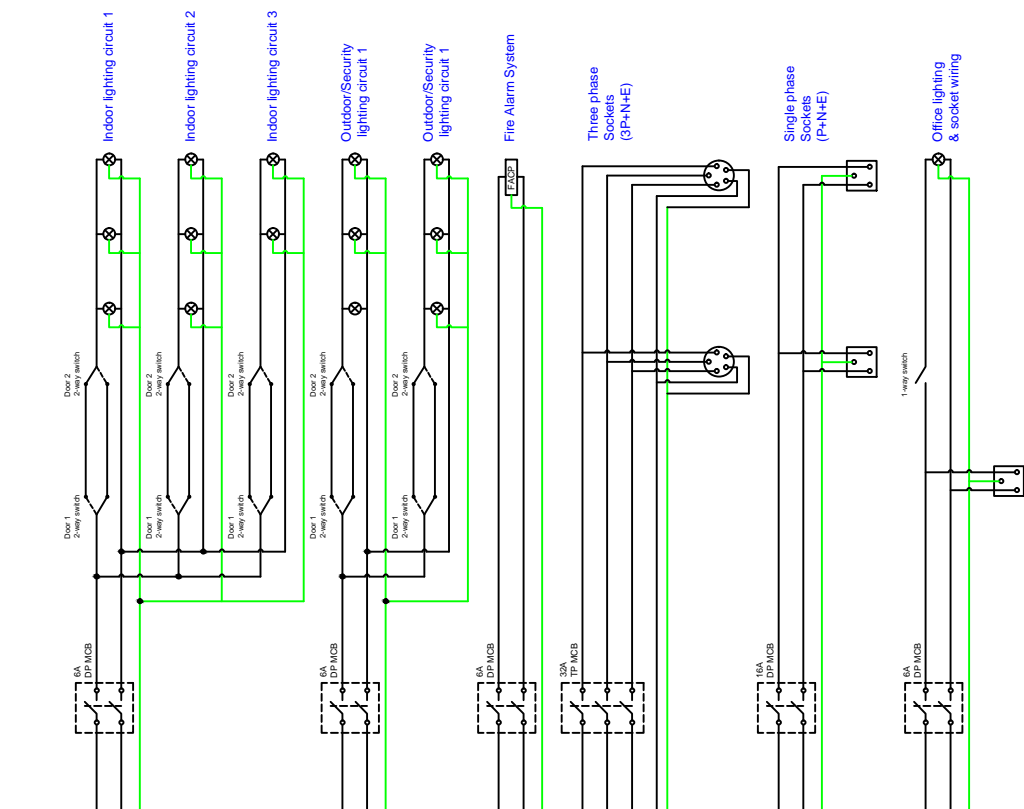 Indoor lighting circuit 1
Indoor lighting circuit 2
Indoor lighting circuit 3
Outdoor/Security
lighting circuit 1
Outdoor/Security
lighting circuit 1
Fire Alarm System
Three phase
Sockets
(3P+N+E)
Single phase
Sockets
(P+N+E)
Office lighting
& socket wiring
FACP
Door 2
2-way switch
Door 2
2-way switch
Door 2
2-way switch
Door 2
2-way switch
Door 2
2-way switch
1-way switch
Door 1
2-way switch
Door 1
2-way switch
Door 1
2-way switch
Door 1
2-way switch
Door 1
2-way switch
6A
DP MCB
6A
DP MCB
6A
DP MCB
32A
TP MCB
16A
DP MCB
6A
DP MCB